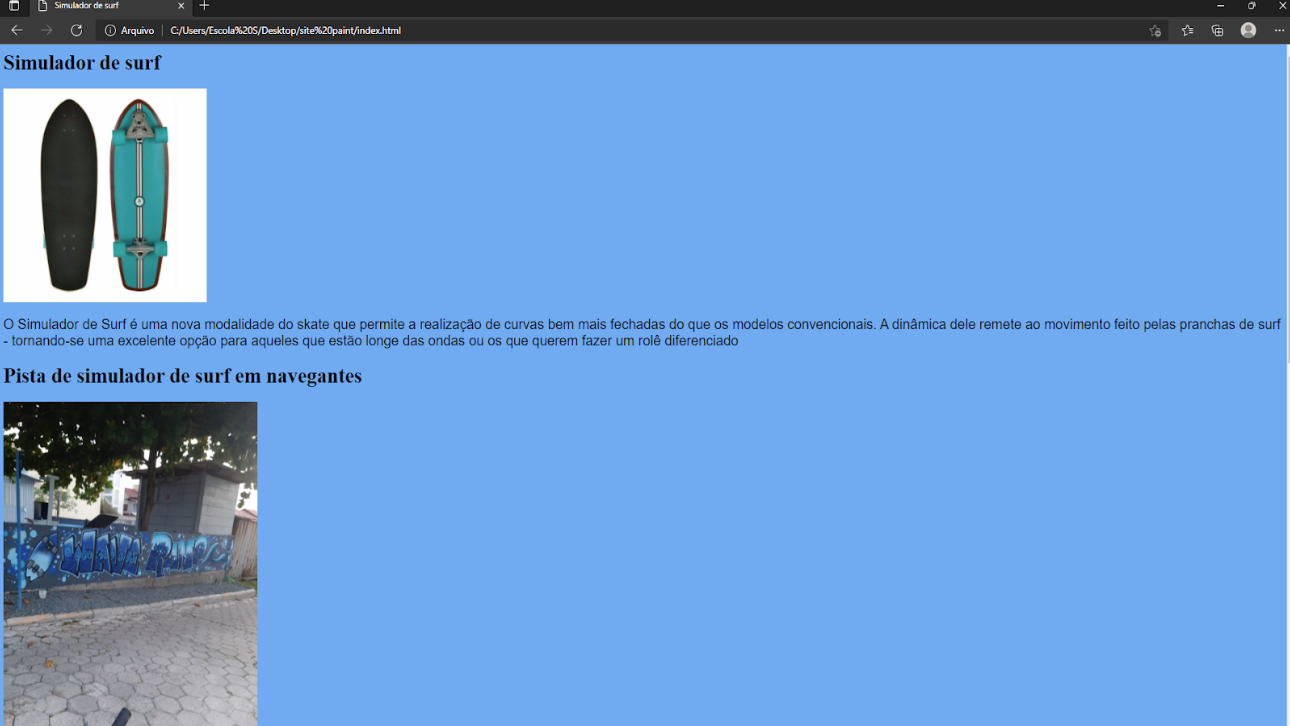 Simulador de surf
Arquivo C:/Users/Escola%20S/Desktop/site%20paint/index.html
Simulador de surf
O Simulador de Surf é uma nova modalidade do skate que permite a realização de curvas bem mais fechadas do que os modelos convencionais. A dinâmica dele remete ao movimento feito pelas pranchas de surf
- tornando-se uma excelente opção para aqueles que estão longe das ondas ou os que querem fazer um rolê diferenciado
Pista de simulador de surf em navegantes
WAVE